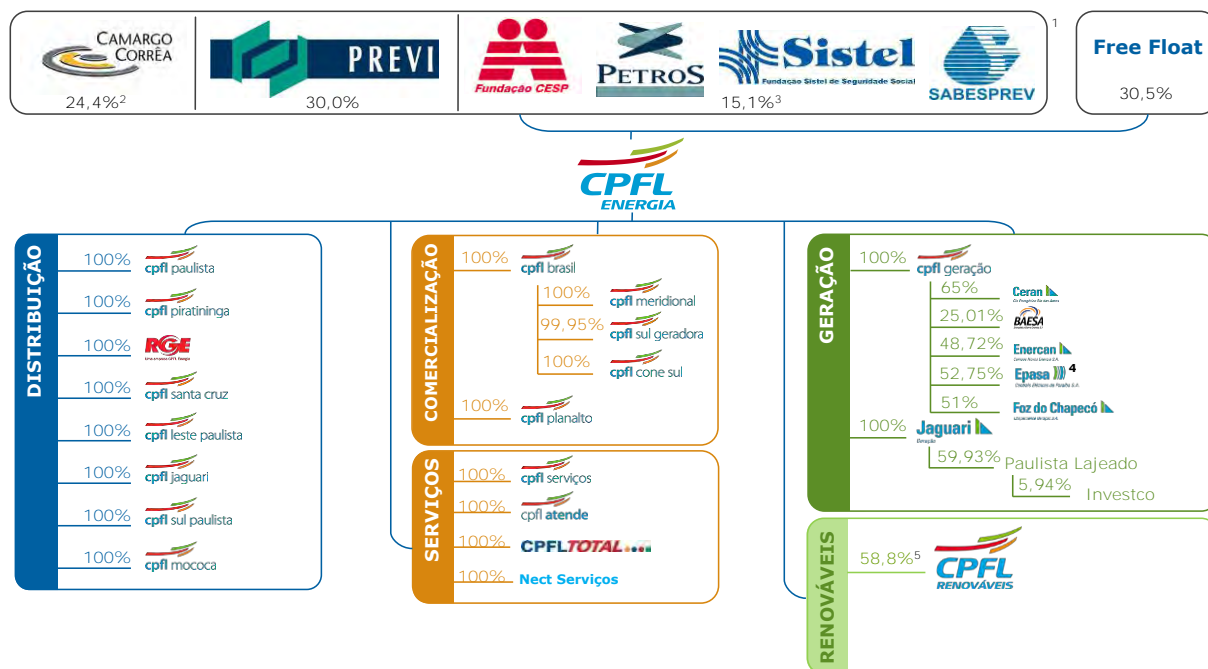 CAMARGO
CORRÊA
24,4%²
PREVI
30,0%
Fundação CESP
PETROS
Sistel
Fundação Sistel de Seguridade Social
SABESPREV
15,1%³
1
Free Float
30,5%
CPFL
ENERGIA
DISTRIBUIÇÃO
100% cpfl paulista
100% cpfl piratininga
100% RGE
100% cpfl santa cruz
100% cpfl leste paulista
100% cpfl jaguari
100% cpfl sul paulista
100% cpfl mococa
COMERCIALIZAÇÃO
100% cpfl brasil
100% cpfl meridional
99,95% cpfl sul geradora
100% cpfl cone sul
100% cpfl planalto
SERVIÇOS
100% cpfl serviços
100% cpfl atende
100% CPFL TOTAL
100% Nect Serviços
GERAÇÃO
100% cpfl geração
65% Ceran
25,01% BAESA
48,72% Enercan
52,75% Epasa 4
51% Foz do Chapecó
100% Jaguari
Geração
59,93% Paulista Lajeado
5,94% Investco
RENOVÁVEIS
58,8%⁵ CPFL
RENOVÁVEIS